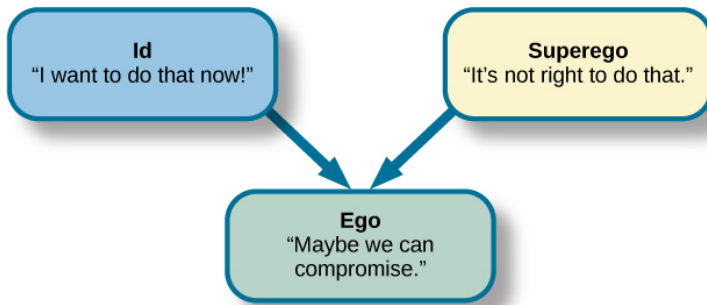 Id
“I want to do that now!”
Superego
“It’s not right to do that.”
Ego
“Maybe we can
compromise.”